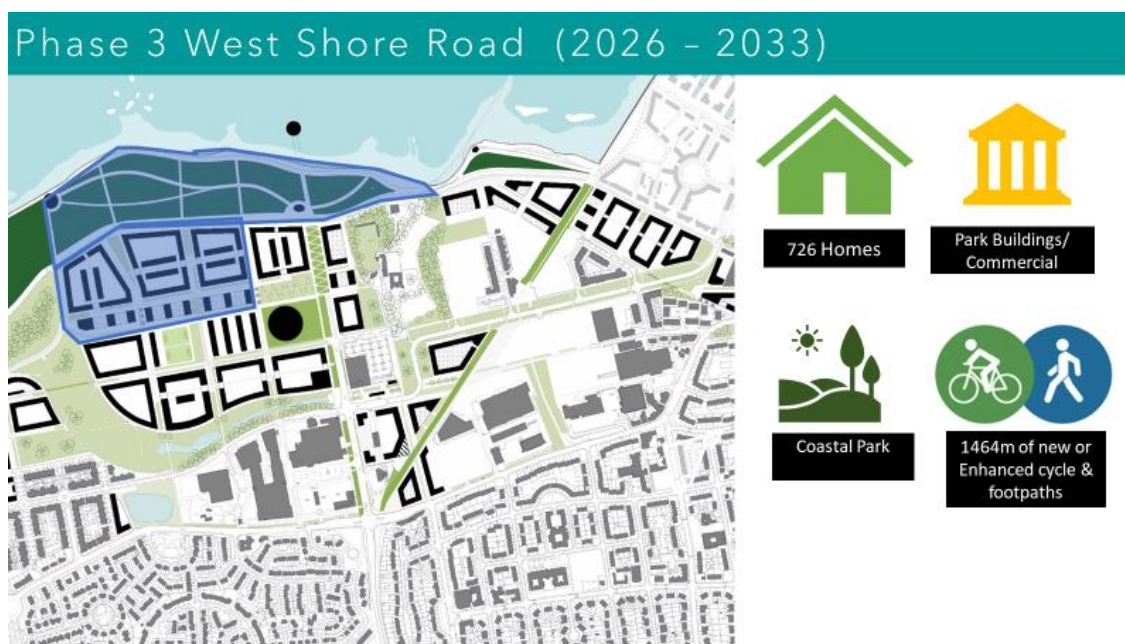 Phase 3 West Shore Road (2026 – 2033)
726 Homes
Park Buildings/
Commercial
Coastal Park
1464m of new or
Enhanced cycle &
footpaths